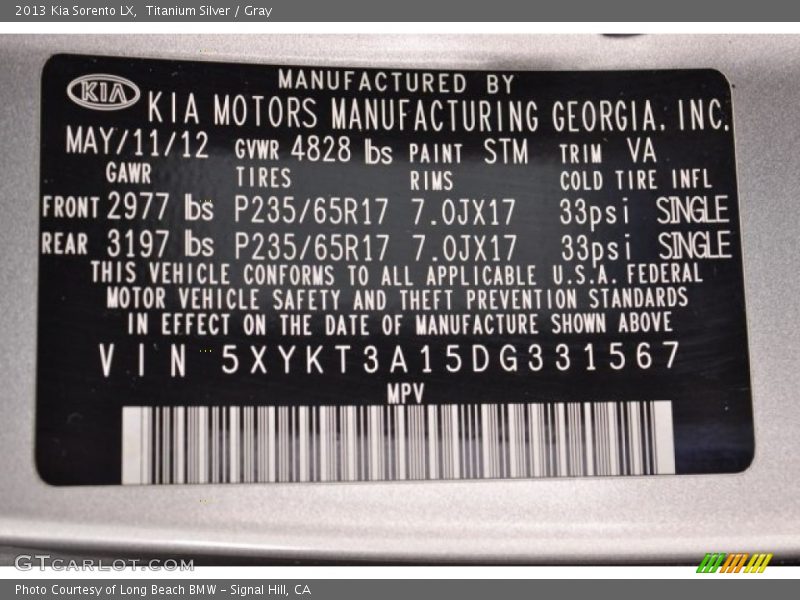 2013 Kia Sorento LX, Titanium Silver / Gray
KIA
MANUFACTURED BY
KIA MOTORS MANUFACTURING GEORGIA, INC.
MAY/11/12 GVWR 4828 lbs PAINT STM TRIM VA
GAWR TIRES RIMS COLD TIRE INFL
FRONT 2977 lbs P235/65R17 7.0JX17 33psi SINGLE
REAR 3197 lbs P235/65R17 7.0JX17 33psi SINGLE
THIS VEHICLE CONFORMS TO ALL APPLICABLE U.S.A. FEDERAL
MOTOR VEHICLE SAFETY AND THEFT PREVENTION STANDARDS
IN EFFECT ON THE DATE OF MANUFACTURE SHOWN ABOVE
VIN 5XYKT3A15DG331567
MPV
GTCARLOT.COM
Photo Courtesy of Long Beach BMW - Signal Hill, CA